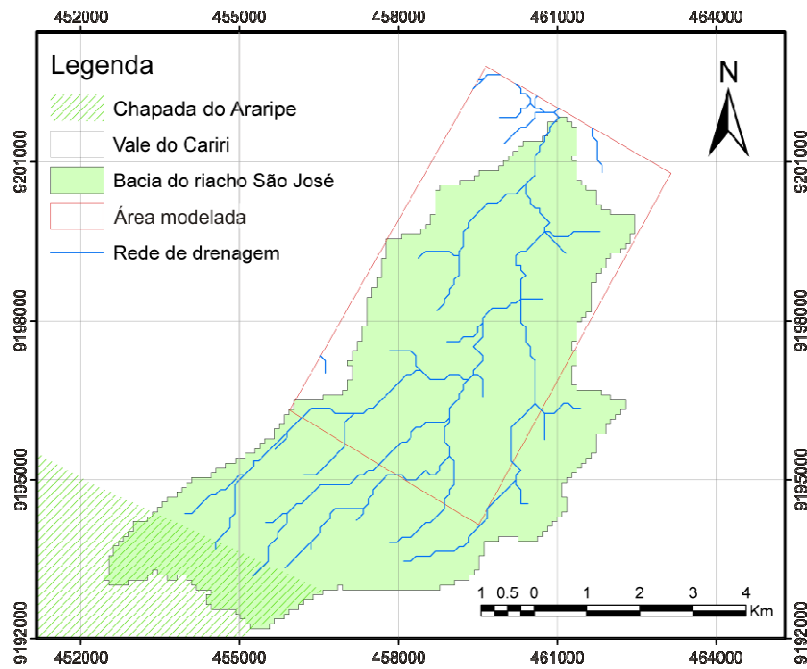 452000 455000 458000 461000 464000
Legenda
Chapada do Araripe
Vale do Cariri
Bacia do riacho São José
Área modelada
Rede de drenagem
N
9201000 9201000
9198000 9198000
9195000 9195000
9192000 9192000
1 0.5 0 1 2 3 4
Km
452000 455000 458000 461000 464000